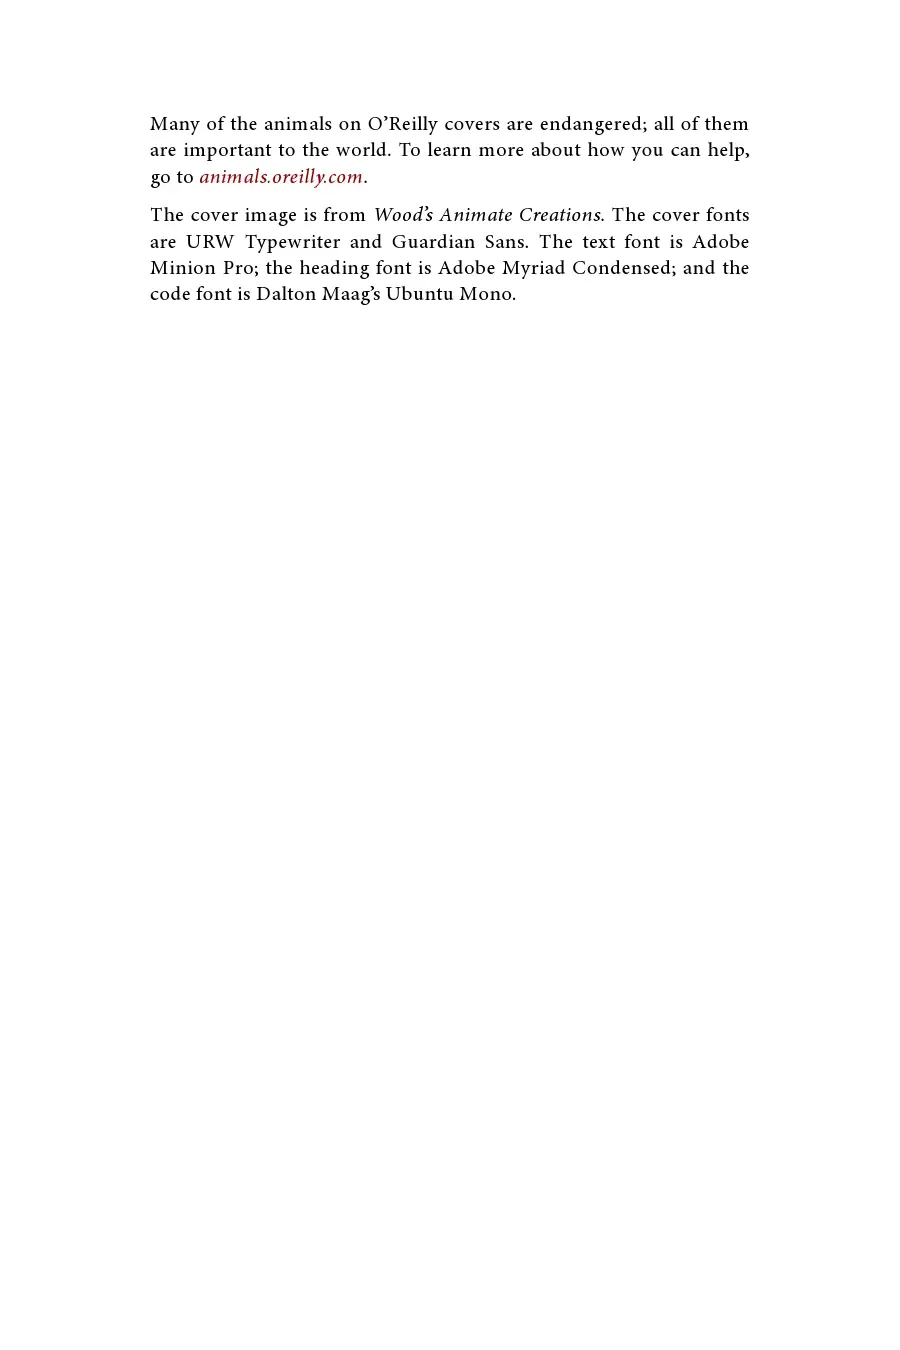 Many of the animals on O’Reilly covers are endangered; all of them
are important to the world. To learn more about how you can help,
go to animals.oreilly.com.
The cover image is from Wood’s Animate Creations. The cover fonts
are URW Typewriter and Guardian Sans. The text font is Adobe
Minion Pro; the heading font is Adobe Myriad Condensed; and the
code font is Dalton Maag’s Ubuntu Mono.